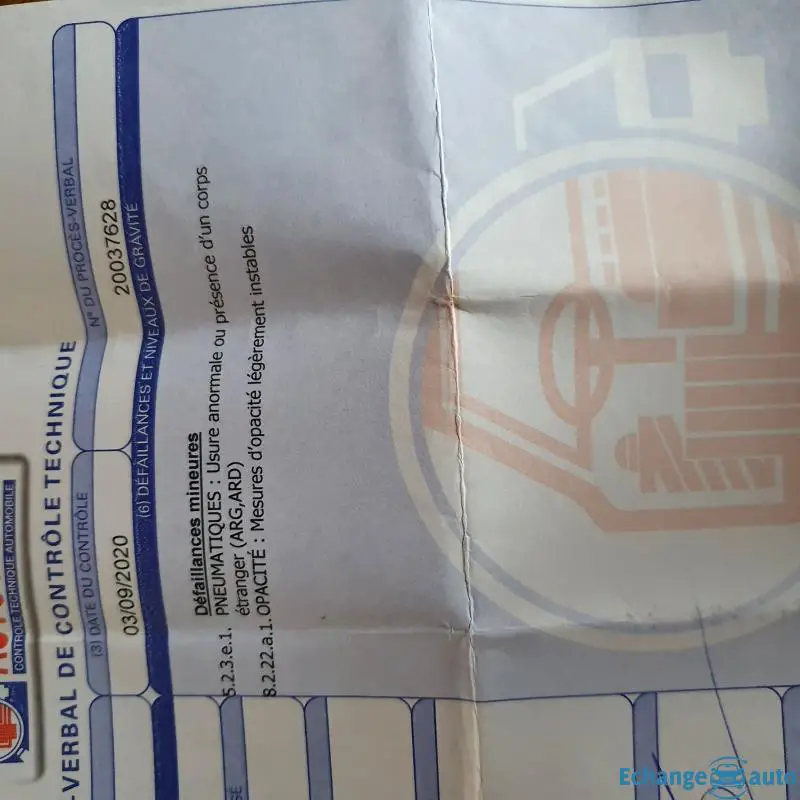 CONTRÔLE TECHNIQUE AUTOMOBILE
-VERBAL DE CONTRÔLE TECHNIQUE
(3) DATE DU CONTRÔLE
N° DU PROCÈS-VERBAL
03/09/2020
20037628
(6) DÉFAILLANCES ET NIVEAUX DE GRAVITÉ
Défaillances mineures
5.2.3.e.1. PNEUMATIQUES : Usure anormale ou présence d'un corps
étranger (ARG,ARD)
8.2.22.a.1. OPACITÉ : Mesures d'opacité légèrement instables
Echange auto